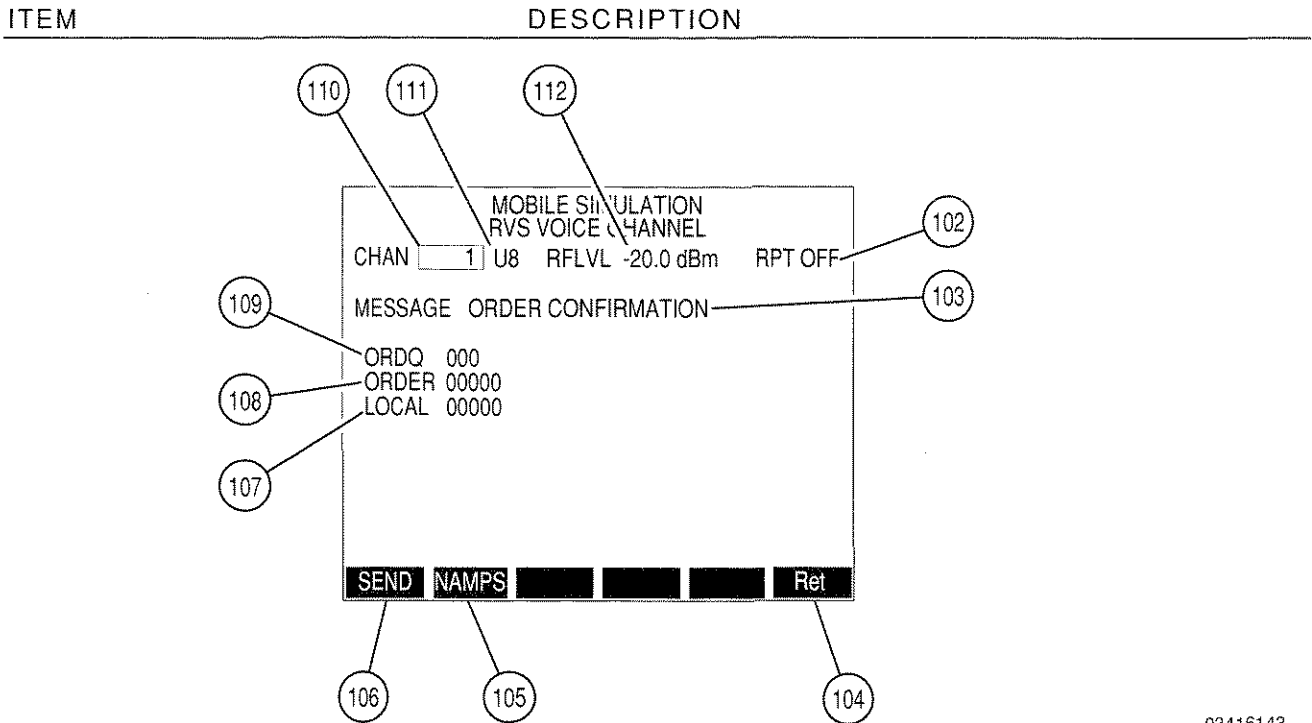 ITEM DESCRIPTION
110 111 112
MOBILE SIMULATION
RVS VOICE CHANNEL
CHAN 1 U8 RFLVL -20.0 dBm RPT OFF 102
MESSAGE ORDER CONFIRMATION 103
109 ORDQ 000
108 ORDER 00000
107 LOCAL 00000
SEND NAMPS Ret
106 105 104